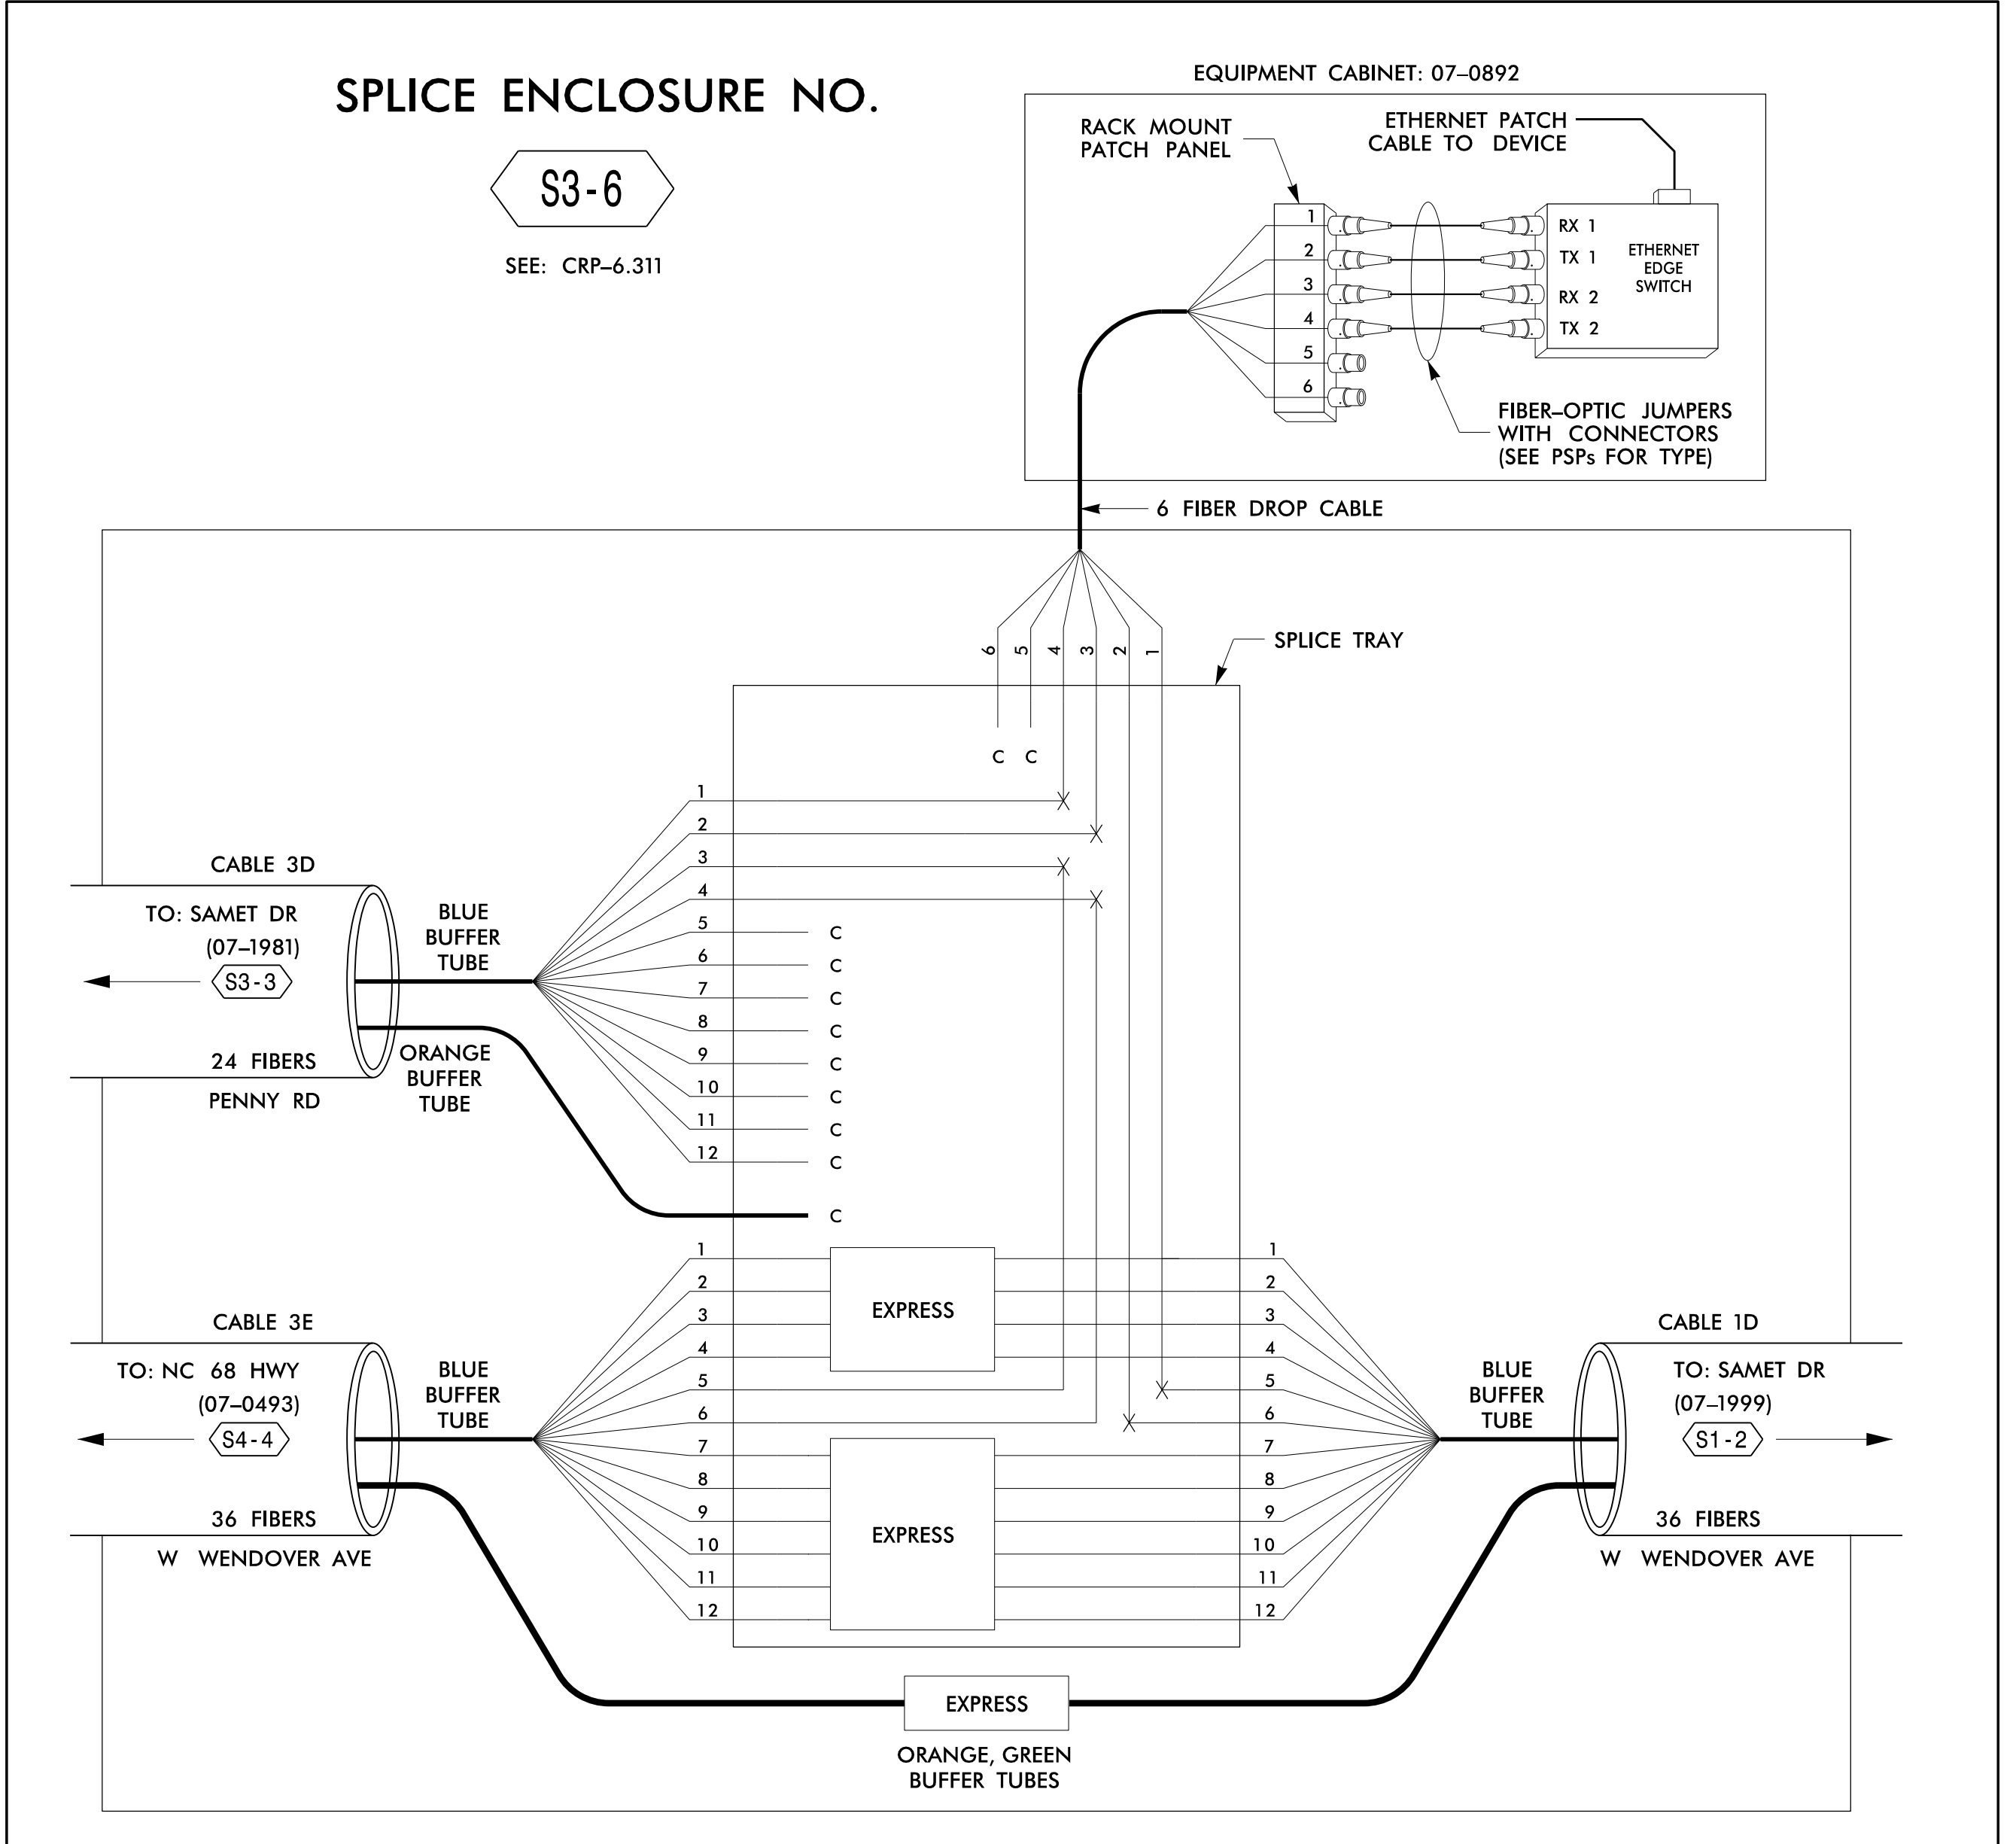 SPLICE ENCLOSURE NO.
S3-6
SEE: CRP–6.311
EQUIPMENT CABINET: 07–0892
RACK MOUNT
PATCH PANEL
ETHERNET PATCH
CABLE TO DEVICE
1
2
3
4
5
6
RX 1
TX 1
RX 2
TX 2
ETHERNET
EDGE
SWITCH
FIBER–OPTIC JUMPERS
WITH CONNECTORS
(SEE PSPs FOR TYPE)
6 FIBER DROP CABLE
6 5 4 3 2 1
SPLICE TRAY
C C
CABLE 3D
TO: SAMET DR
(07–1981)
S3-3
24 FIBERS
PENNY RD
BLUE
BUFFER
TUBE
ORANGE
BUFFER
TUBE
1
2
3
4
5 C
6 C
7 C
8 C
9 C
10 C
11 C
12 C
C
CABLE 3E
TO: NC 68 HWY
(07–0493)
S4-4
36 FIBERS
W WENDOVER AVE
BLUE
BUFFER
TUBE
1
2
3
4
5
6
7
8
9
10
11
12
EXPRESS
EXPRESS
1
2
3
4
5
6
7
8
9
10
11
12
BLUE
BUFFER
TUBE
CABLE 1D
TO: SAMET DR
(07–1999)
S1-2
36 FIBERS
W WENDOVER AVE
EXPRESS
ORANGE, GREEN
BUFFER TUBES